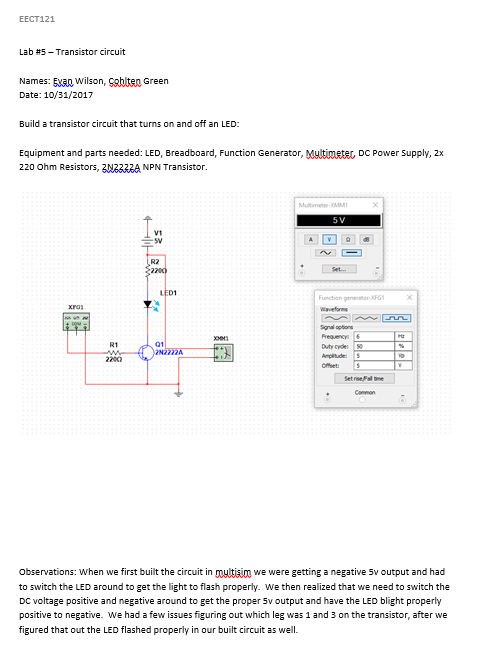 EECT121
Lab #5 – Transistor circuit
Names: Evan Wilson, Cohlten Green
Date: 10/31/2017
Build a transistor circuit that turns on and off an LED:
Equipment and parts needed: LED, Breadboard, Function Generator, Multimeter, DC Power Supply, 2x
220 Ohm Resistors, 2N2222A NPN Transistor.
V1
5V
R2
220Ω
LED1
XFG1
COM
R1
220Ω
Q1
2N2222A
XMM1
Multimeter-XMM1
5 V
A V Ω dB
Set...
Function generator-XFG1
Waveforms
Signal options
Frequency: 6 Hz
Duty cycle: 50 %
Amplitude: 5 Vp
Offset: 5 V
Set rise/Fall time
Common
Observations: When we first built the circuit in multisim we were getting a negative 5v output and had
to switch the LED around to get the light to flash properly. We then realized that we need to switch the
DC voltage positive and negative around to get the proper 5v output and have the LED blight properly
positive to negative. We had a few issues figuring out which leg was 1 and 3 on the transistor, after we
figured that out the LED flashed properly in our built circuit as well.